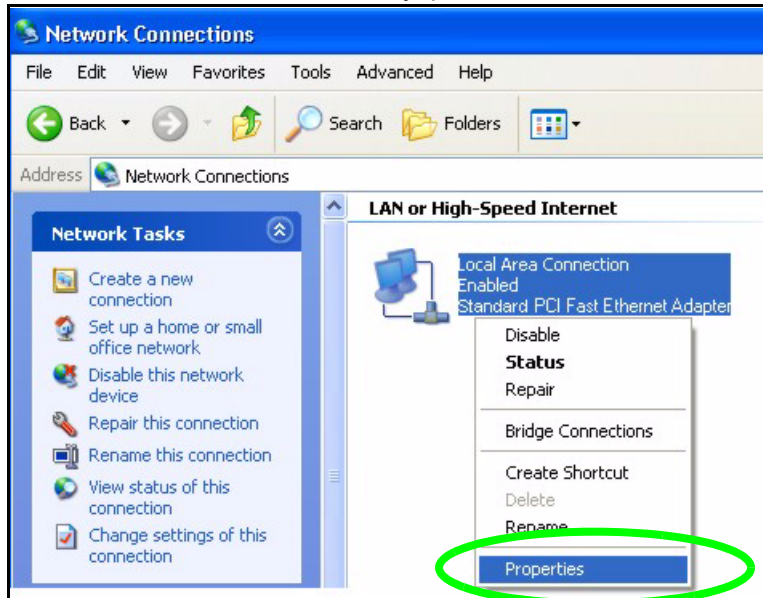 Network Connections
File Edit View Favorites Tools Advanced Help
Back Search Folders
Address Network Connections
Network Tasks
Create a new
connection
Set up a home or small
office network
Disable this network
device
Repair this connection
Rename this connection
View status of this
connection
Change settings of this
connection
LAN or High-Speed Internet
Local Area Connection
Enabled
Standard PCI Fast Ethernet Adapter
Disable
Status
Repair
Bridge Connections
Create Shortcut
Delete
Rename
Properties